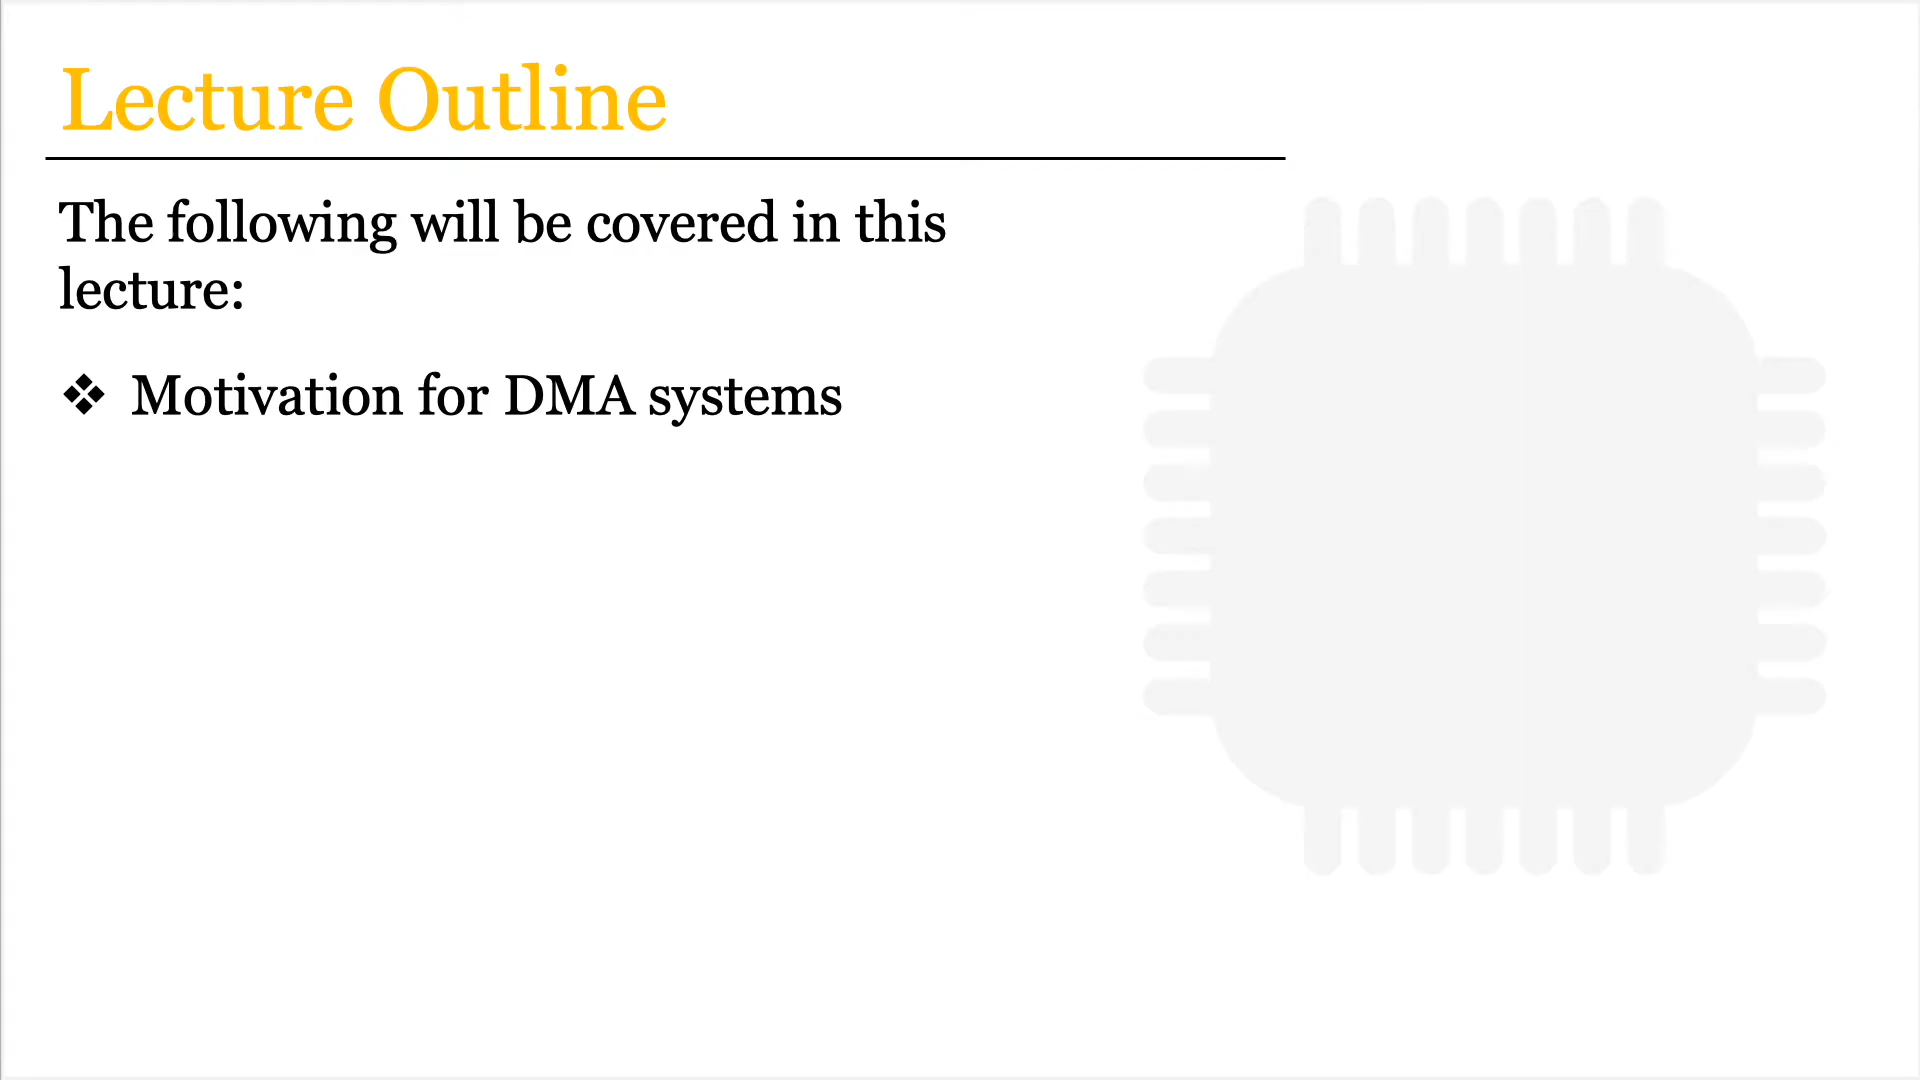 Lecture Outline
The following will be covered in this
lecture:
❖ Motivation for DMA systems